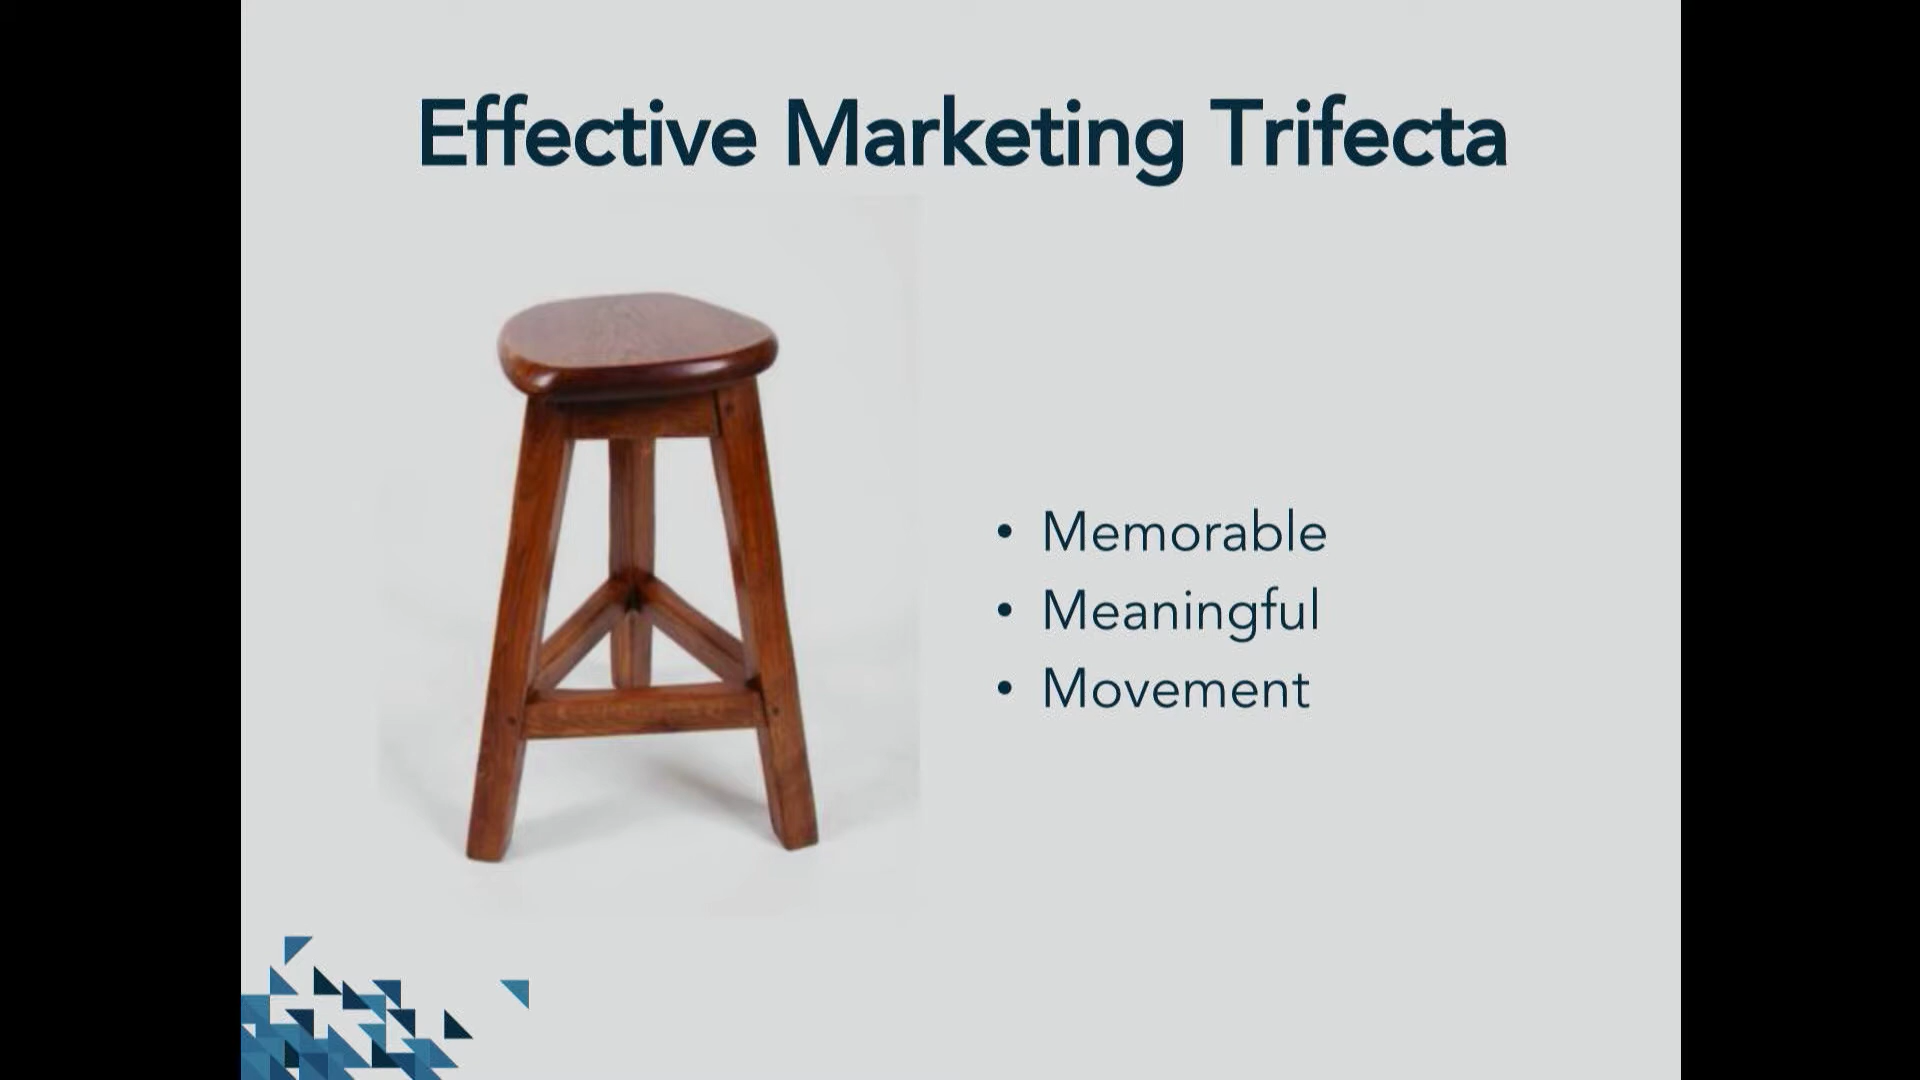 Effective Marketing Trifecta
• Memorable
• Meaningful
• Movement